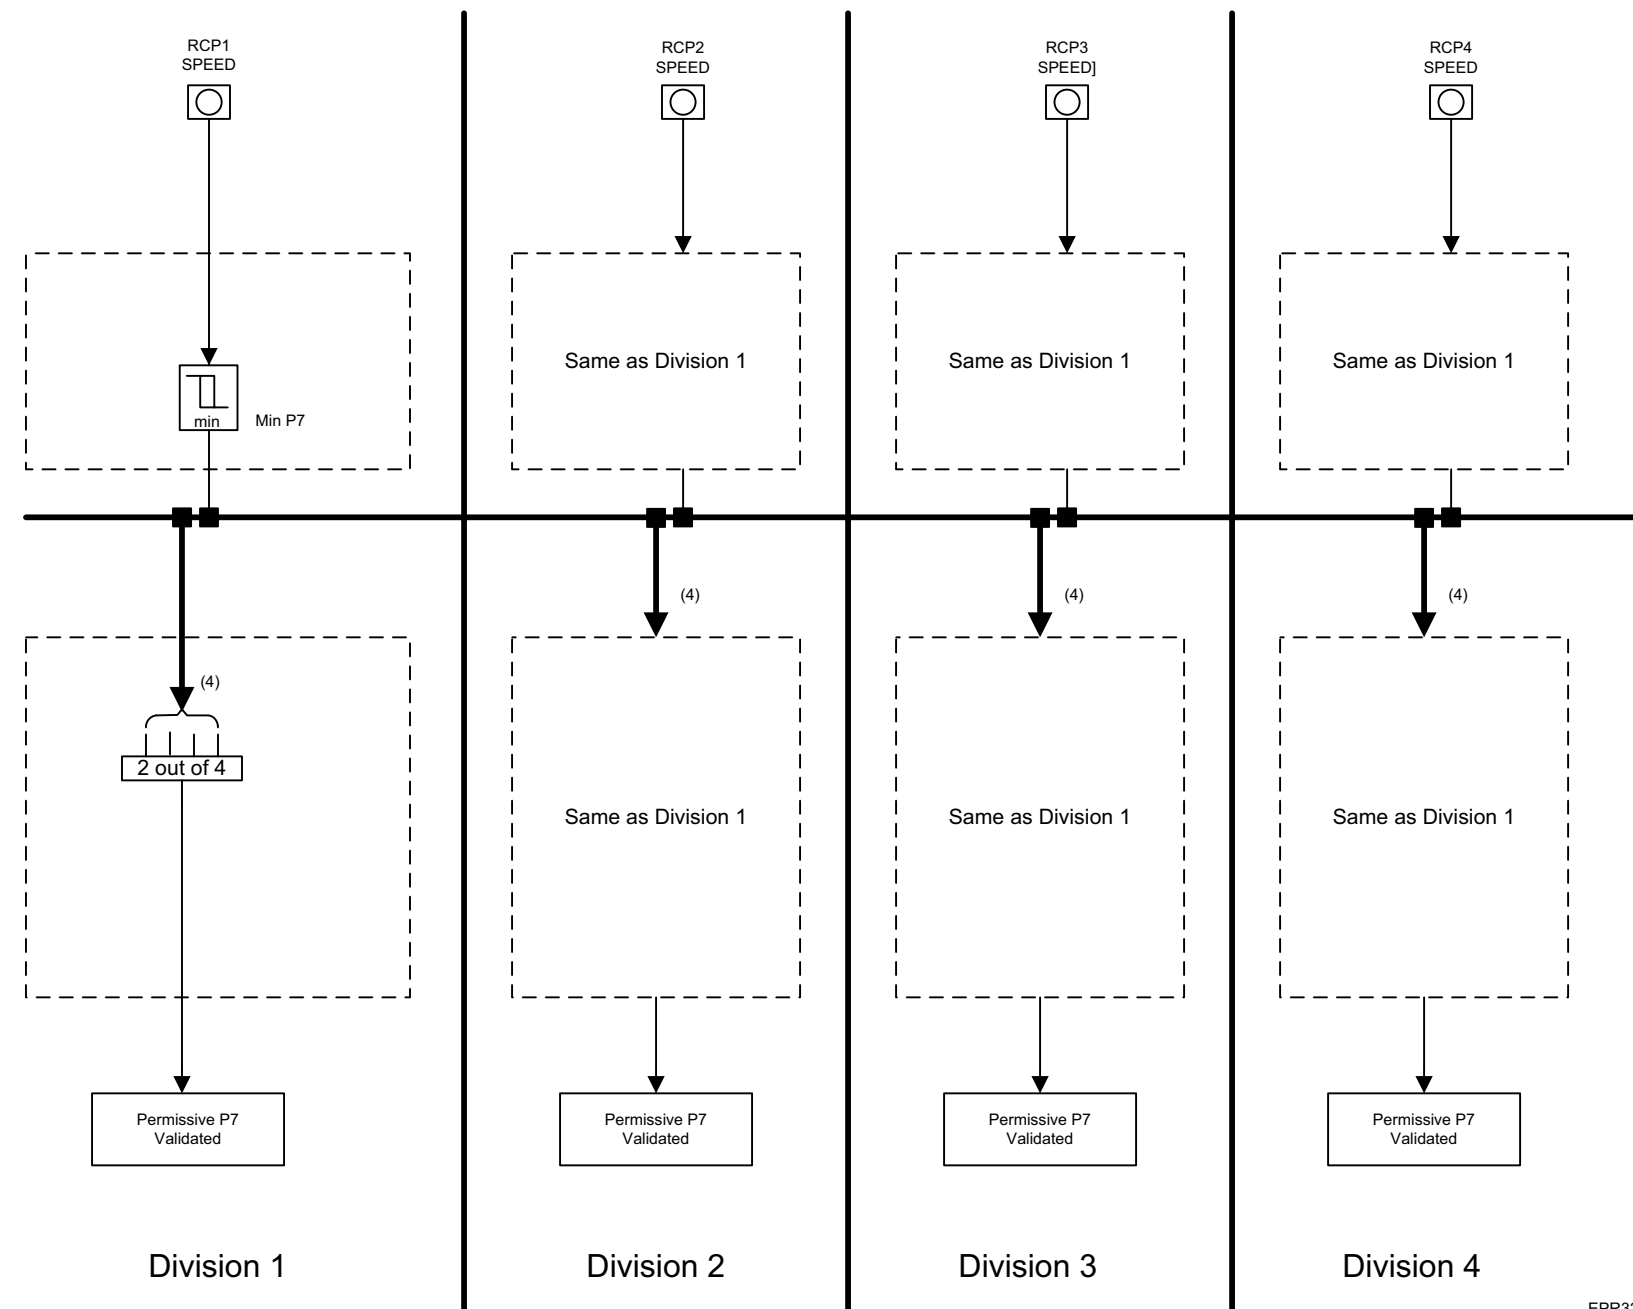 RCP1
SPEED
RCP2
SPEED
RCP3
SPEED]
RCP4
SPEED
min
Min P7
Same as Division 1
Same as Division 1
Same as Division 1
(4)
(4)
(4)
(4)
2 out of 4
Same as Division 1
Same as Division 1
Same as Division 1
Permissive P7
Validated
Permissive P7
Validated
Permissive P7
Validated
Permissive P7
Validated
Division 1
Division 2
Division 3
Division 4